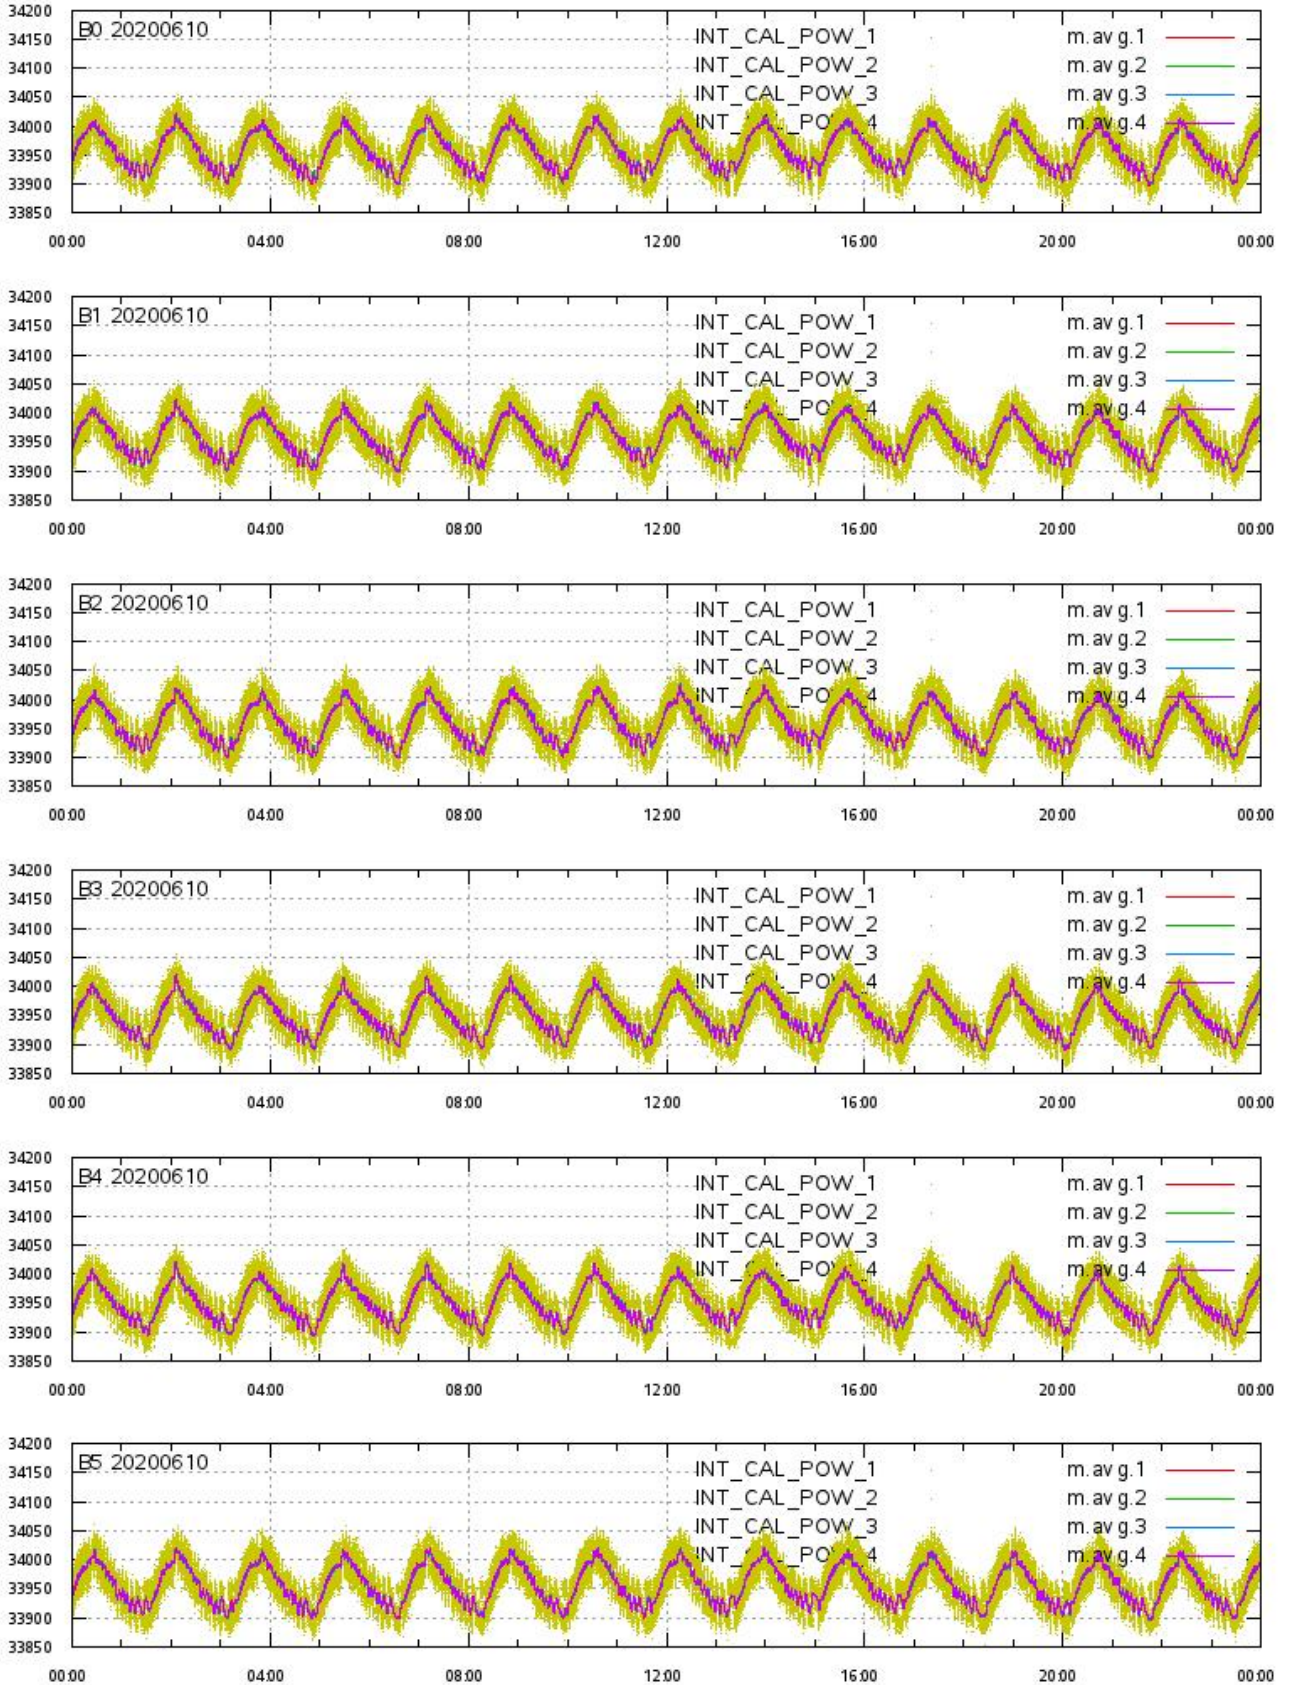 34200
B0 20200610 INT_CAL_POW_1 m.avg.1
34150
INT_CAL_POW_2 m.avg.2
34100
INT_CAL_POW_3 m.avg.3
34050
INT_CAL_POW_4 m.avg.4
34000
33950
33900
33850
00:00 04:00 08:00 12:00 16:00 20:00 00:00
34200
B1 20200610 INT_CAL_POW_1 m.avg.1
34150
INT_CAL_POW_2 m.avg.2
34100
INT_CAL_POW_3 m.avg.3
34050
INT_CAL_POW_4 m.avg.4
34000
33950
33900
33850
00:00 04:00 08:00 12:00 16:00 20:00 00:00
34200
B2 20200610 INT_CAL_POW_1 m.avg.1
34150
INT_CAL_POW_2 m.avg.2
34100
INT_CAL_POW_3 m.avg.3
34050
INT_CAL_POW_4 m.avg.4
34000
33950
33900
33850
00:00 04:00 08:00 12:00 16:00 20:00 00:00
34200
B3 20200610 INT_CAL_POW_1 m.avg.1
34150
INT_CAL_POW_2 m.avg.2
34100
INT_CAL_POW_3 m.avg.3
34050
INT_CAL_POW_4 m.avg.4
34000
33950
33900
33850
00:00 04:00 08:00 12:00 16:00 20:00 00:00
34200
B4 20200610 INT_CAL_POW_1 m.avg.1
34150
INT_CAL_POW_2 m.avg.2
34100
INT_CAL_POW_3 m.avg.3
34050
INT_CAL_POW_4 m.avg.4
34000
33950
33900
33850
00:00 04:00 08:00 12:00 16:00 20:00 00:00
34200
B5 20200610 INT_CAL_POW_1 m.avg.1
34150
INT_CAL_POW_2 m.avg.2
34100
INT_CAL_POW_3 m.avg.3
34050
INT_CAL_POW_4 m.avg.4
34000
33950
33900
33850
00:00 04:00 08:00 12:00 16:00 20:00 00:00